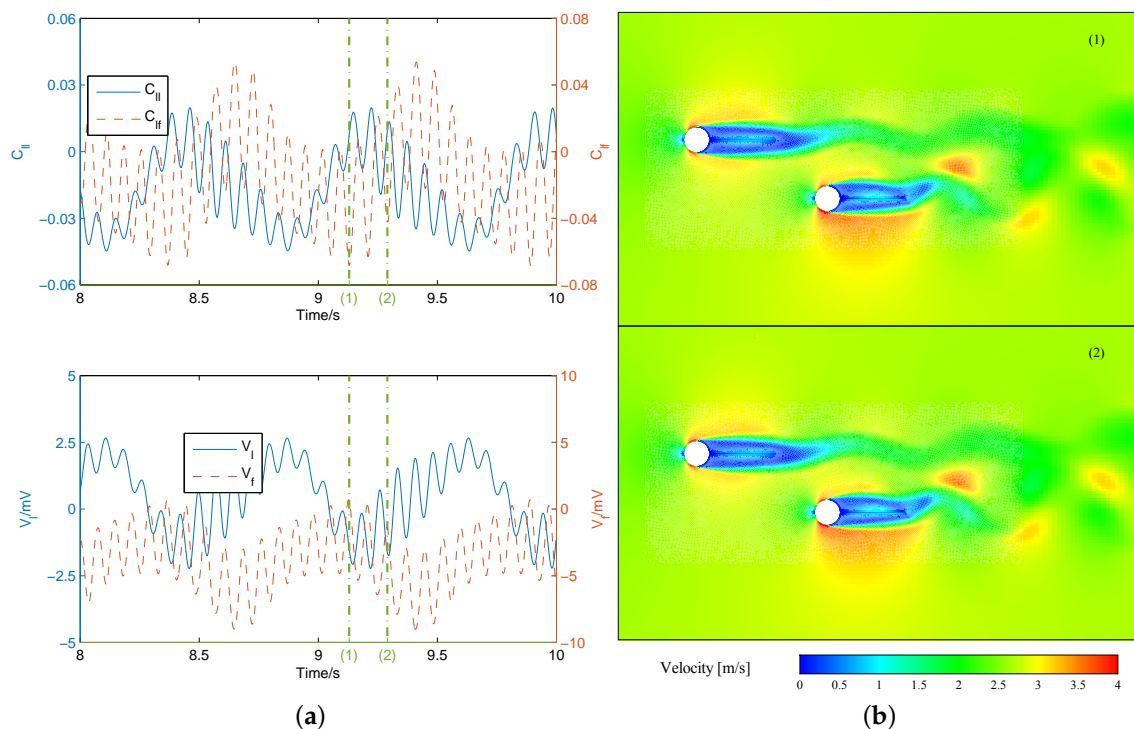 0.06
0.03
0
−0.03
−0.06
C_ll
C_ll
C_lf
0.08
0.04
0
−0.04
−0.08
C_lf
8
8.5
9
(1)
(2)
9.5
10
Time/s
5
2.5
0
−2.5
−5
V_l/mV
V_l
V_f
10
5
0
−5
−10
V_f/mV
8
8.5
9
(1)
(2)
9.5
10
Time/s
(a)
(1)
(2)
Velocity [m/s]
0 0.5 1 1.5 2 2.5 3 3.5 4
(b)